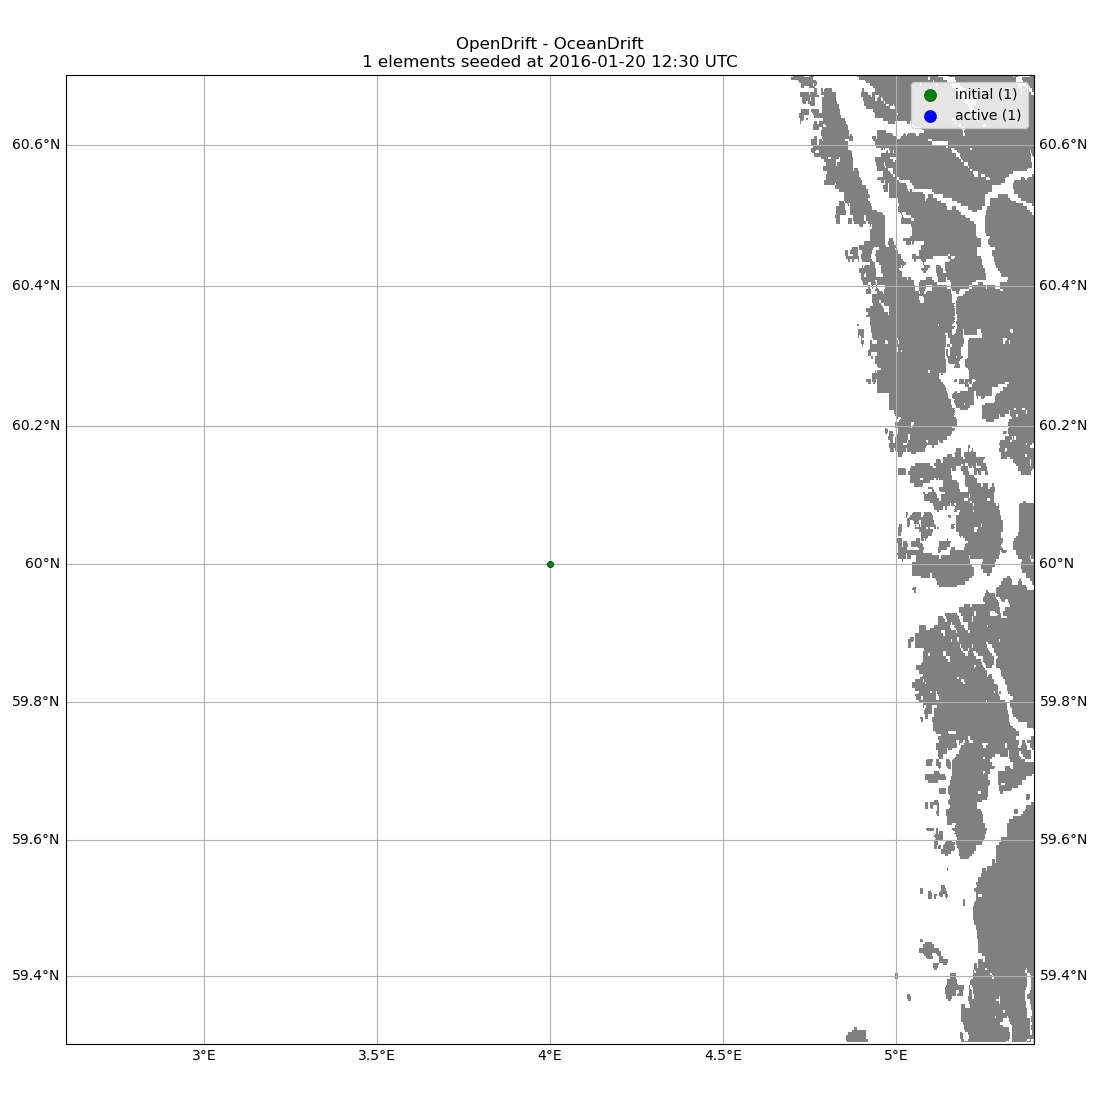 OpenDrift - OceanDrift
1 elements seeded at 2016-01-20 12:30 UTC
initial (1)
active (1)
60.6°N
60.6°N
60.4°N
60.4°N
60.2°N
60.2°N
60°N
60°N
59.8°N
59.8°N
59.6°N
59.6°N
59.4°N
59.4°N
3°E
3.5°E
4°E
4.5°E
5°E